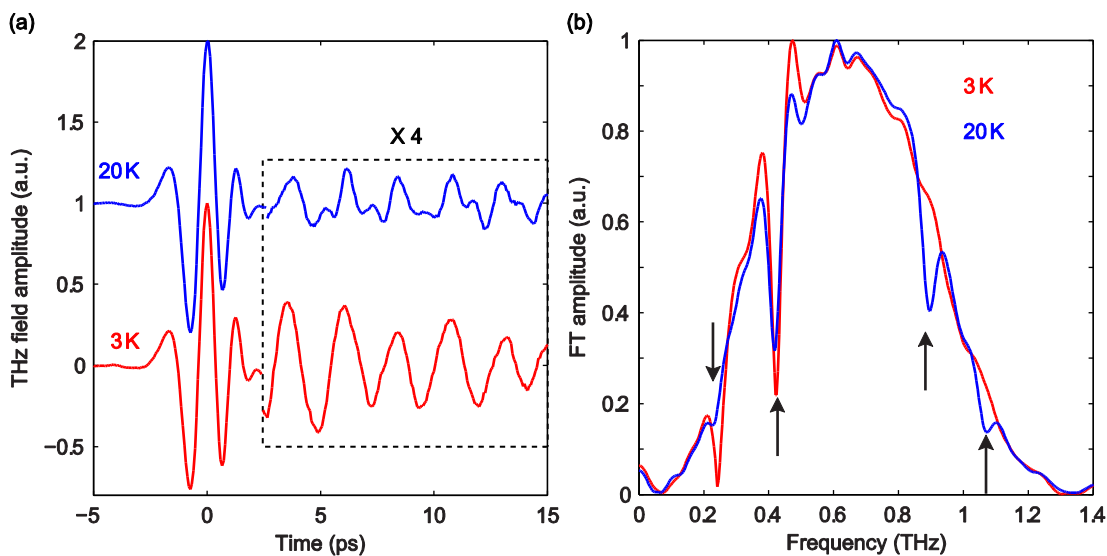 (a)
2
1.5
1
0.5
0
−0.5
THz field amplitude (a.u.)
X 4
20K
3K
−5
0
5
10
15
Time (ps)
(b)
1
0.8
0.6
0.4
0.2
0
FT amplitude (a.u.)
3K
20K
0
0.2
0.4
0.6
0.8
1
1.2
1.4
Frequency (THz)